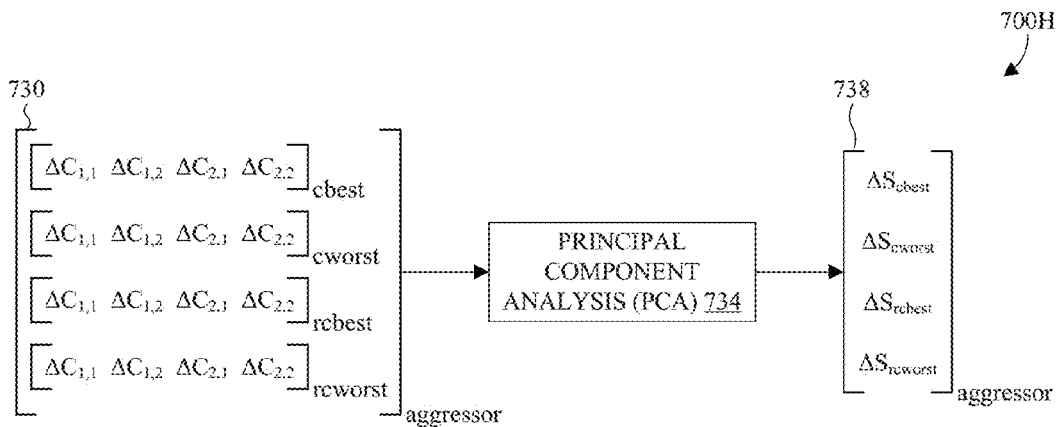 700H
730
738
ΔC1,1 ΔC1,2 ΔC2,1 ΔC2,2 cbest
ΔC1,1 ΔC1,2 ΔC2,1 ΔC2,2 cworst
ΔC1,1 ΔC1,2 ΔC2,1 ΔC2,2 rcbest
ΔC1,1 ΔC1,2 ΔC2,1 ΔC2,2 rcworst
aggressor
PRINCIPAL
COMPONENT
ANALYSIS (PCA) 734
ΔScbest
ΔScworst
ΔSrcbest
ΔSrcworst
aggressor